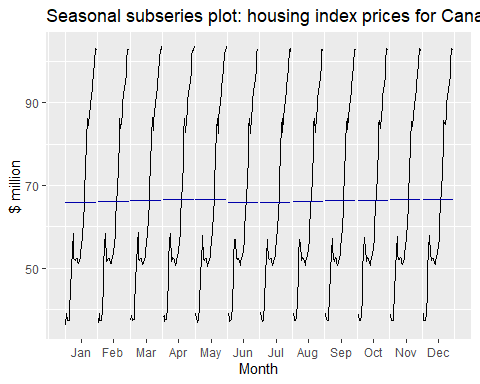 Seasonal subseries plot: housing index prices for Cana
90
70
50
$ million
Jan Feb Mar Apr May Jun Jul Aug Sep Oct Nov Dec
Month